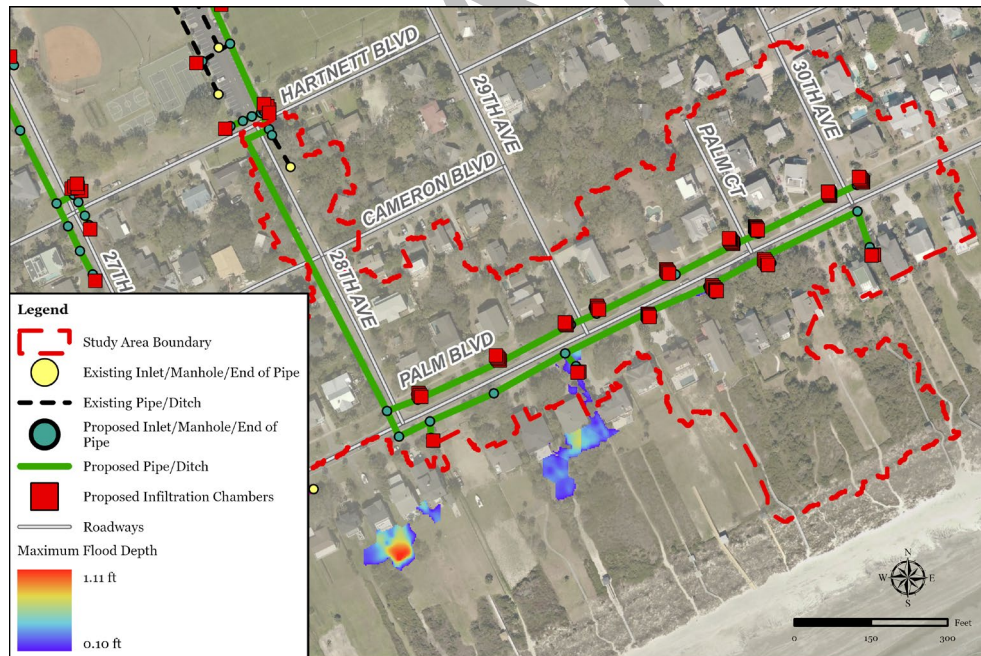 HARTNETT BLVD
29TH AVE
30TH AVE
PALM CT
CAMERON BLVD
27TH
28TH AVE
PALM BLVD
Legend
Study Area Boundary
Existing Inlet/Manhole/End of Pipe
Existing Pipe/Ditch
Proposed Inlet/Manhole/End of
Pipe
Proposed Pipe/Ditch
Proposed Infiltration Chambers
Roadways
Maximum Flood Depth
1.11 ft
0.10 ft
N
W E
S
Feet
0 150 300